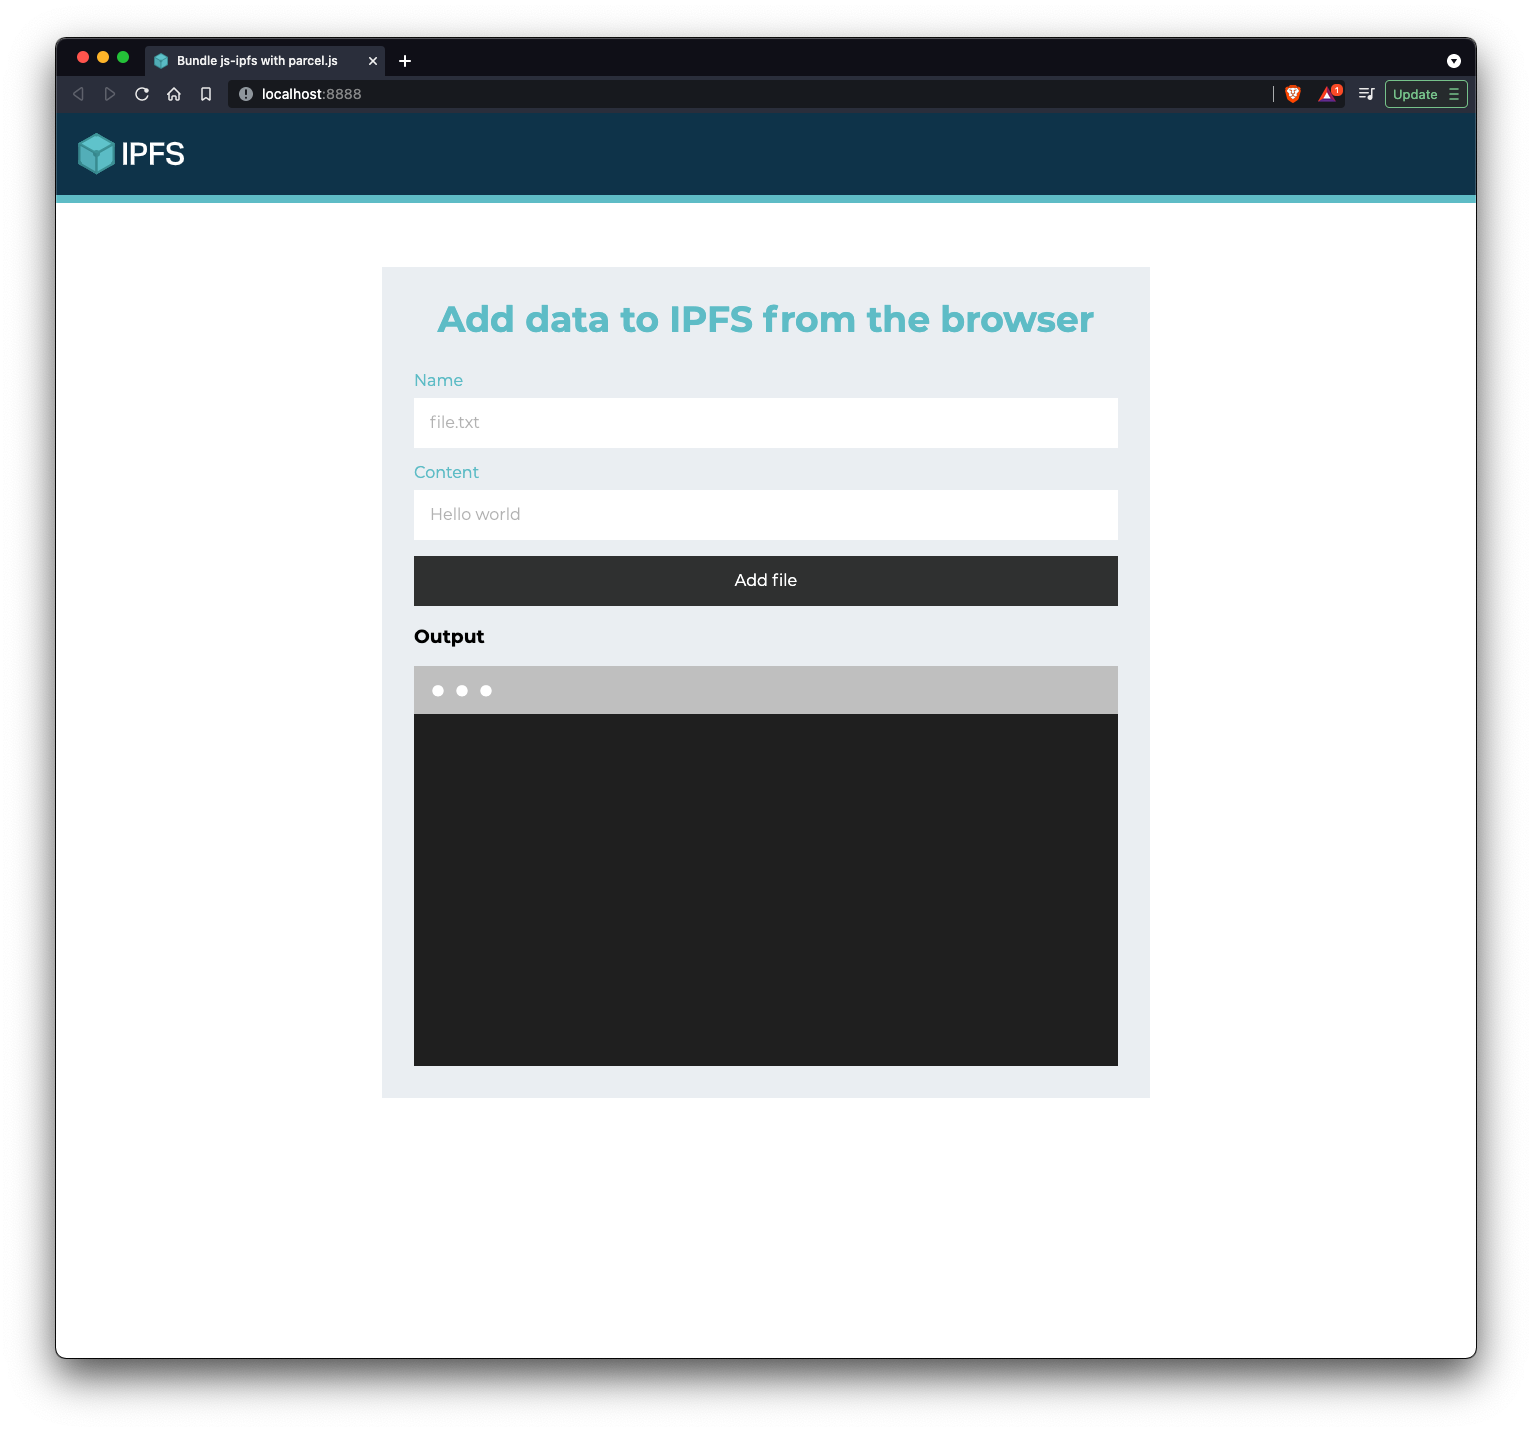 Bundle js-ipfs with parcel.js
localhost:8888
1
Update
IPFS
Add data to IPFS from the browser
Name
file.txt
Content
Hello world
Add file
Output